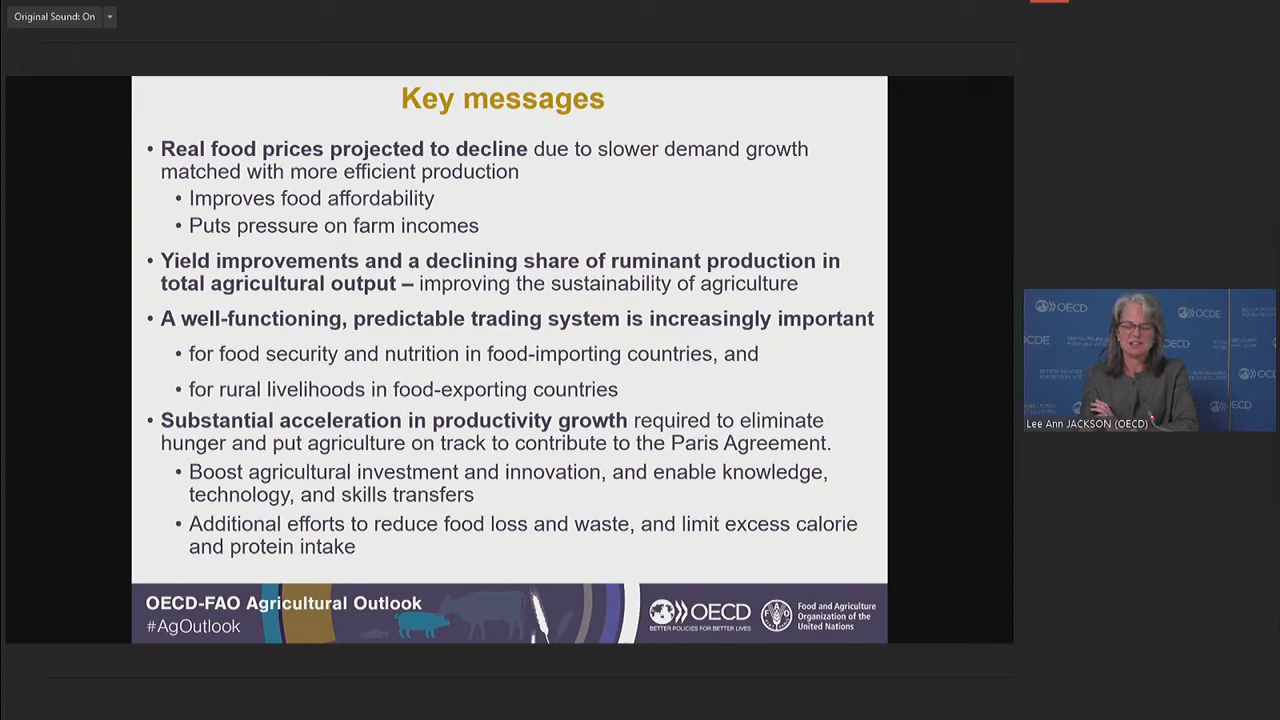 Original Sound: On
Key messages
• Real food prices projected to decline due to slower demand growth
matched with more efficient production
• Improves food affordability
• Puts pressure on farm incomes
• Yield improvements and a declining share of ruminant production in
total agricultural output – improving the sustainability of agriculture
• A well-functioning, predictable trading system is increasingly important
• for food security and nutrition in food-importing countries, and
• for rural livelihoods in food-exporting countries
• Substantial acceleration in productivity growth required to eliminate
hunger and put agriculture on track to contribute to the Paris Agreement.
• Boost agricultural investment and innovation, and enable knowledge,
technology, and skills transfers
• Additional efforts to reduce food loss and waste, and limit excess calorie
and protein intake
OECD-FAO Agricultural Outlook
#AgOutlook
OECD
BETTER POLICIES FOR BETTER LIVES
FAO
Food and Agriculture
Organization of the
United Nations
OECD
OCDE
OCDE
OECD
OECD
OECD
Lee Ann JACKSON (OECD)